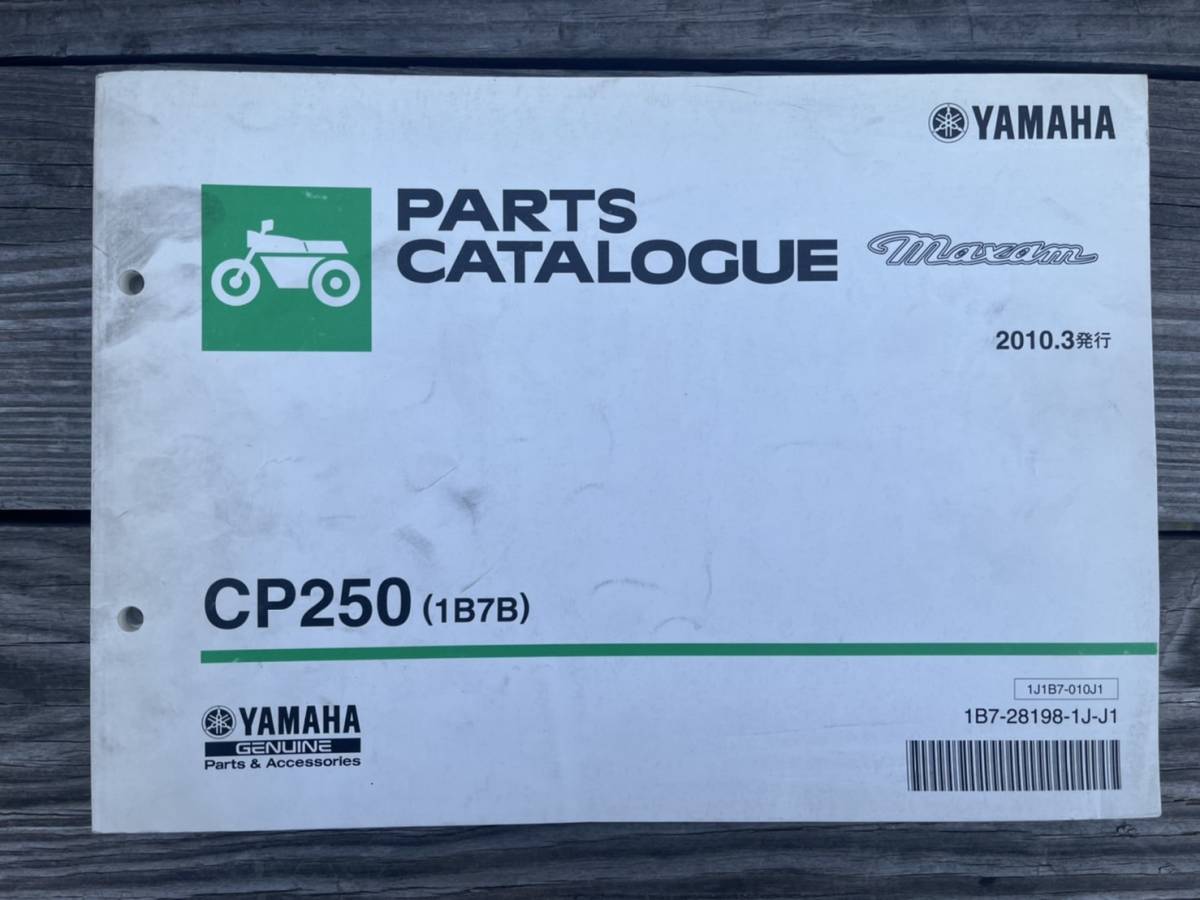 YAMAHA
PARTS
CATALOGUE
Maxam
2010.3発行
CP250 (1B7B)
1J1B7-010J1
1B7-28198-1J-J1
YAMAHA
GENUINE
Parts & Accessories